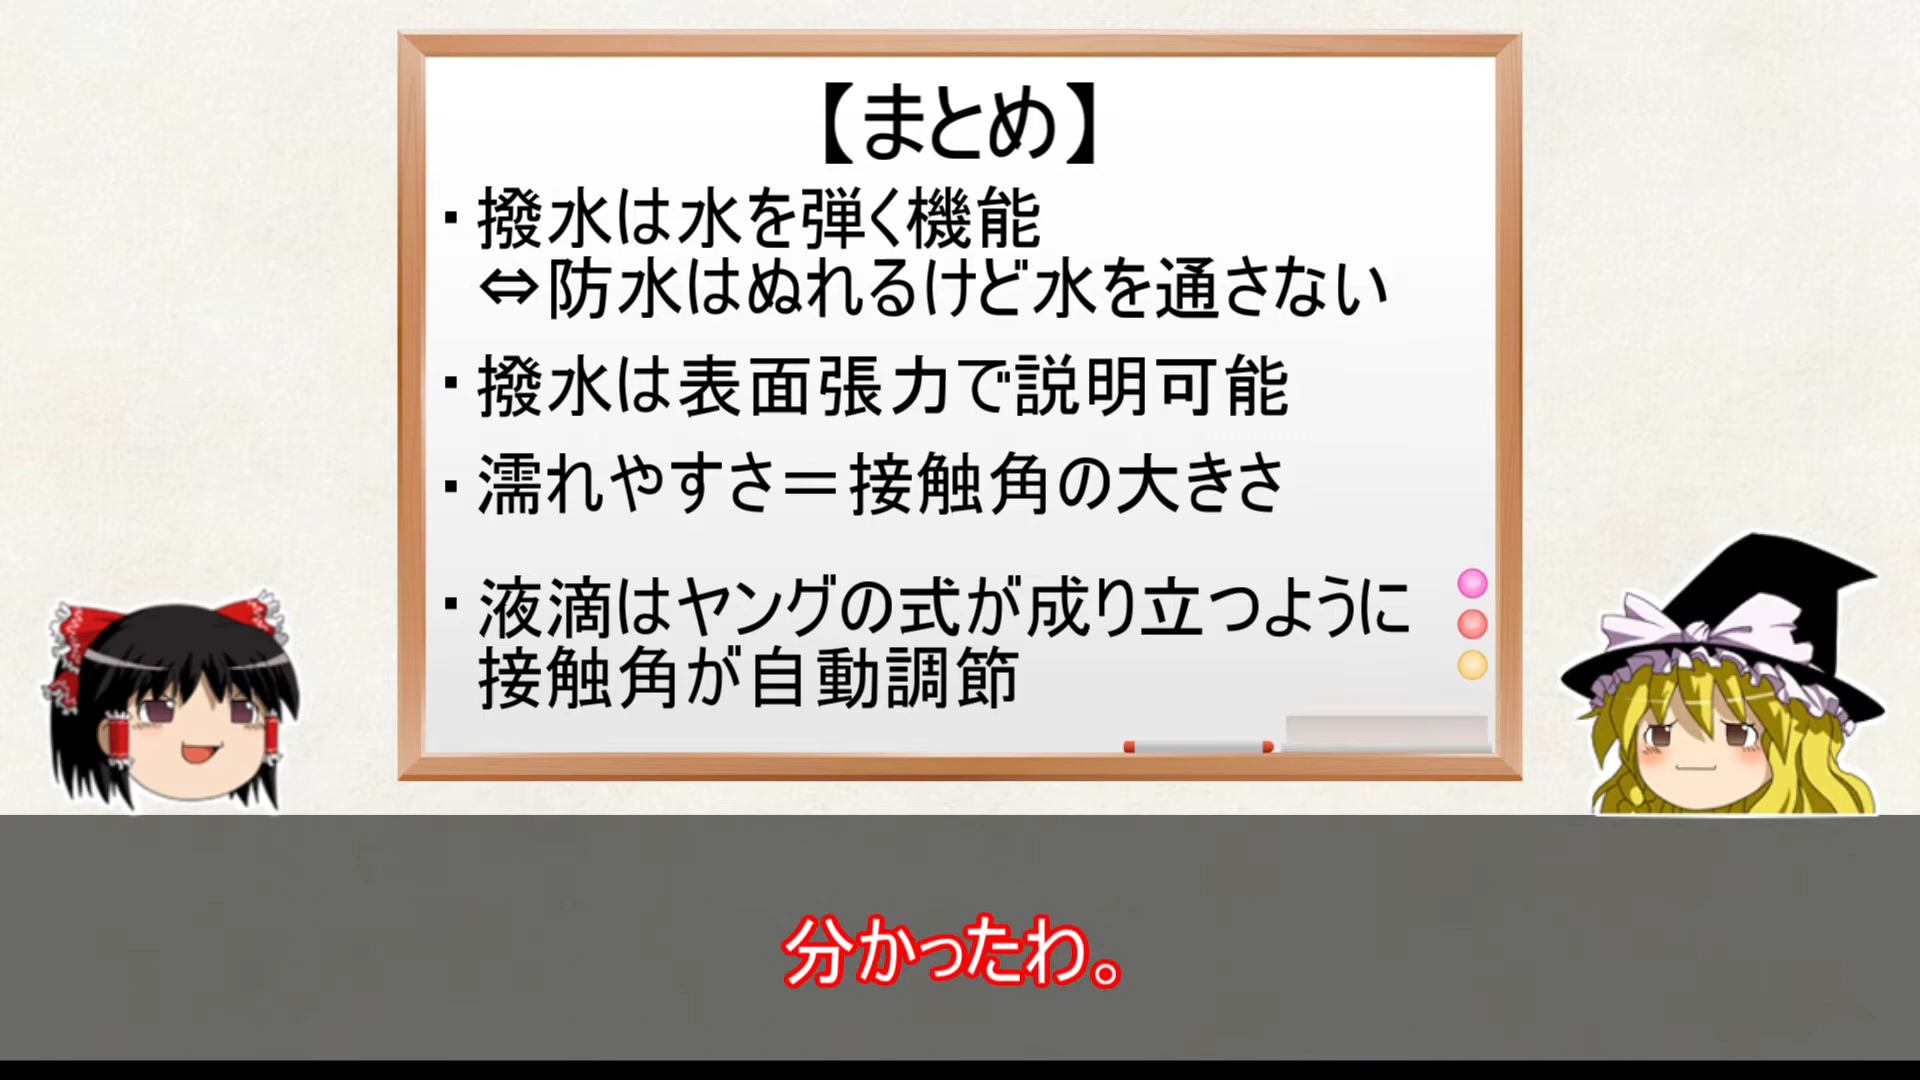 【まとめ】
・撥水は水を弾く機能
⇔防水はぬれるけど水を通さない
・撥水は表面張力で説明可能
・濡れやすさ＝接触角の大きさ
・液滴はヤングの式が成り立つように
接触角が自動調節
分かったわ。